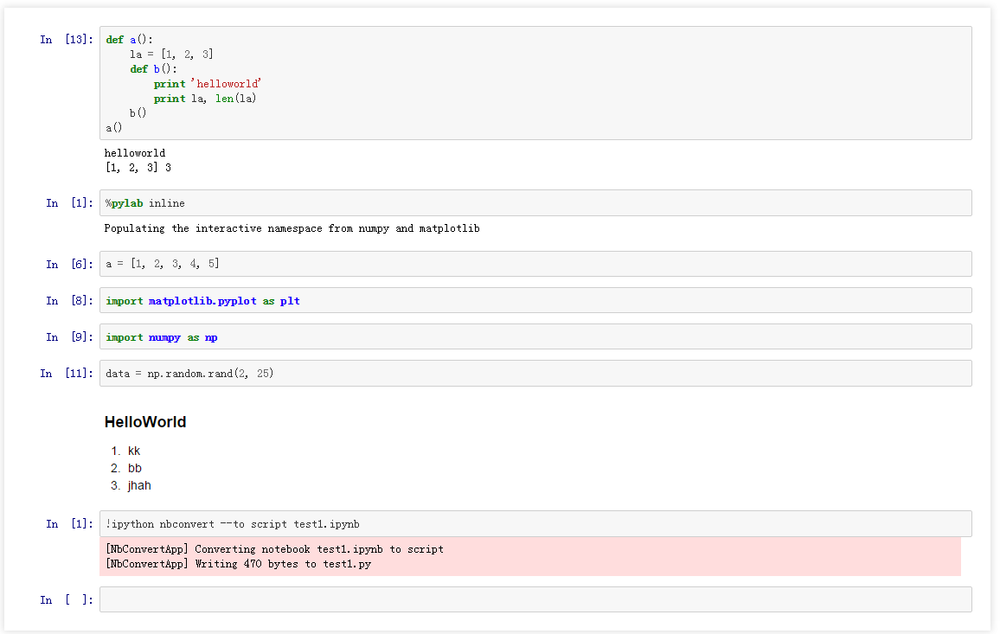 In [13]: def a():
    la = [1, 2, 3]
    def b():
        print 'helloworld'
        print la, len(la)
    b()
a()
helloworld
[1, 2, 3] 3
In [1]: %pylab inline
Populating the interactive namespace from numpy and matplotlib
In [6]: a = [1, 2, 3, 4, 5]
In [8]: import matplotlib.pyplot as plt
In [9]: import numpy as np
In [11]: data = np.random.rand(2, 25)
HelloWorld
1. kk
2. bb
3. jhah
In [1]: !ipython nbconvert --to script test1.ipynb
[NbConvertApp] Converting notebook test1.ipynb to script
[NbConvertApp] Writing 470 bytes to test1.py
In [ ]: